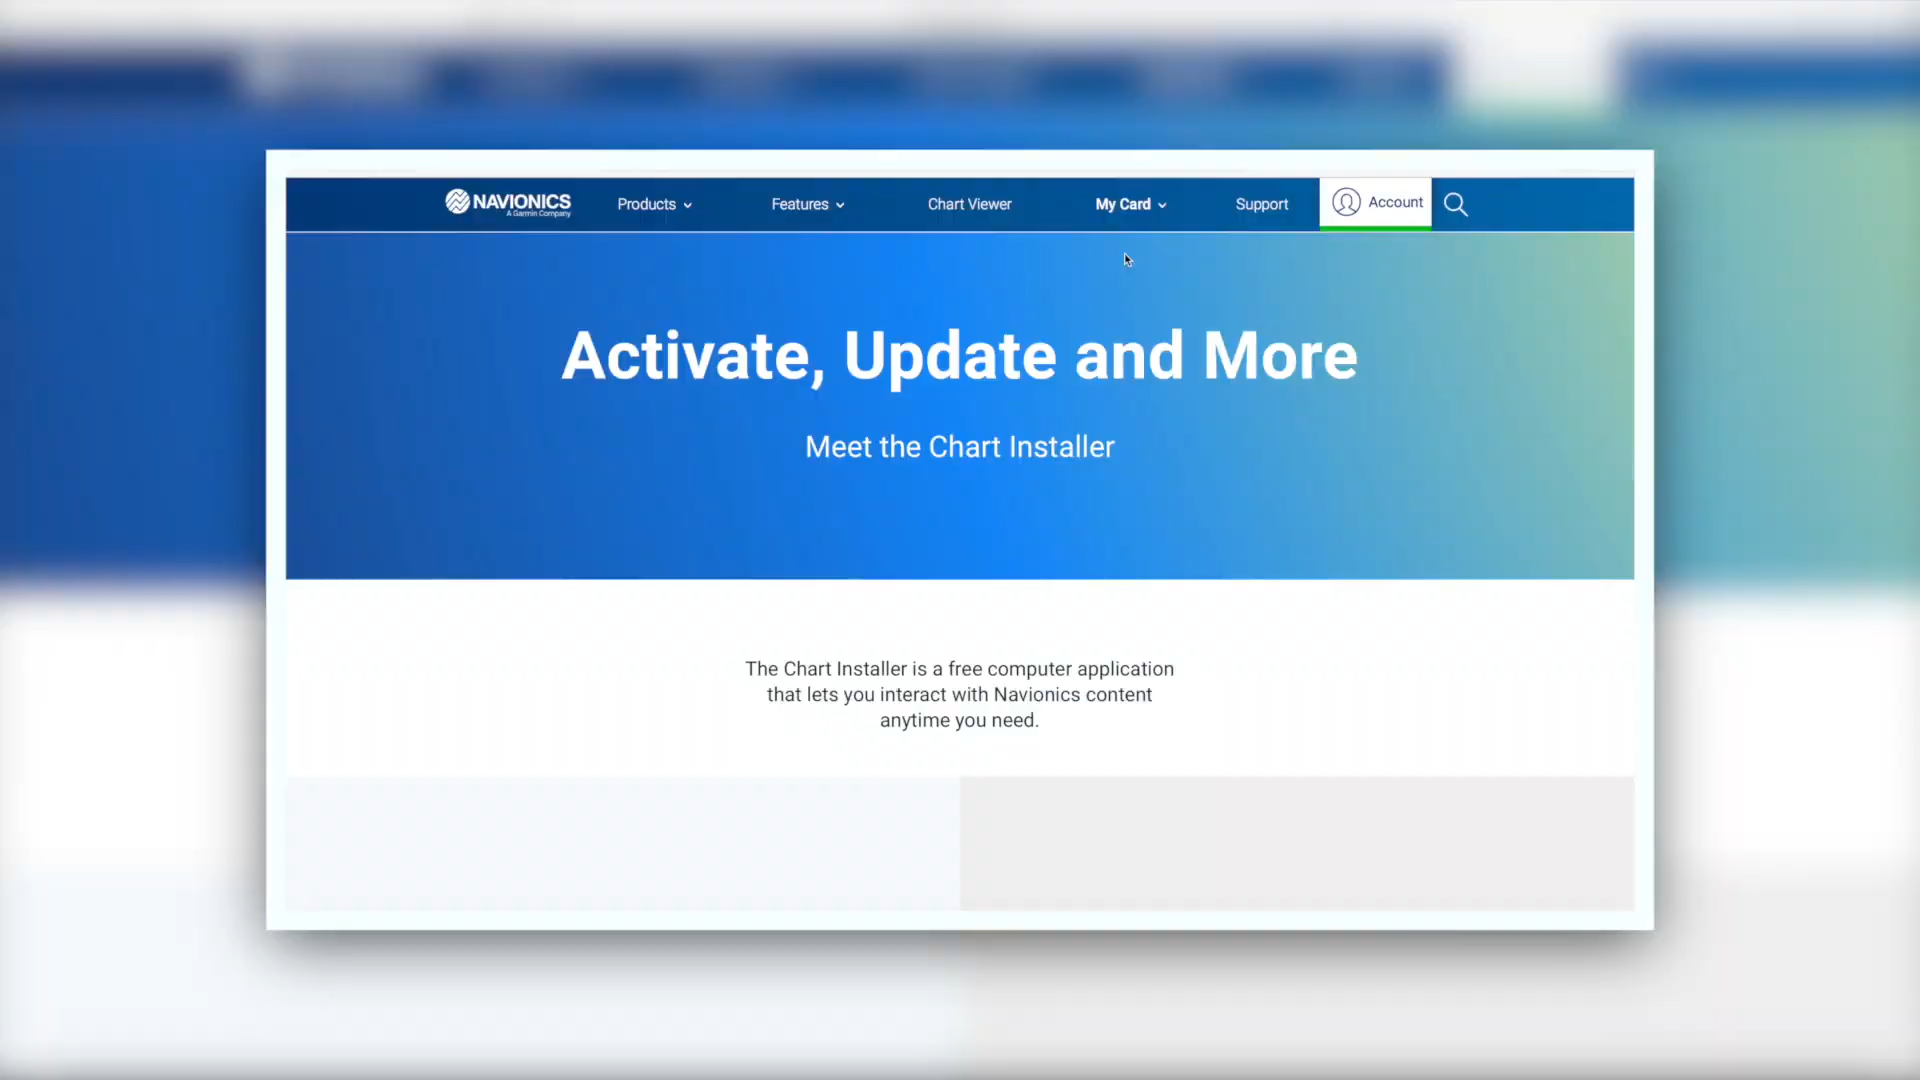 NAVIONICS
A Garmin Company
Products
Features
Chart Viewer
My Card
Support
Account
Activate, Update and More
Meet the Chart Installer
The Chart Installer is a free computer application
that lets you interact with Navionics content
anytime you need.